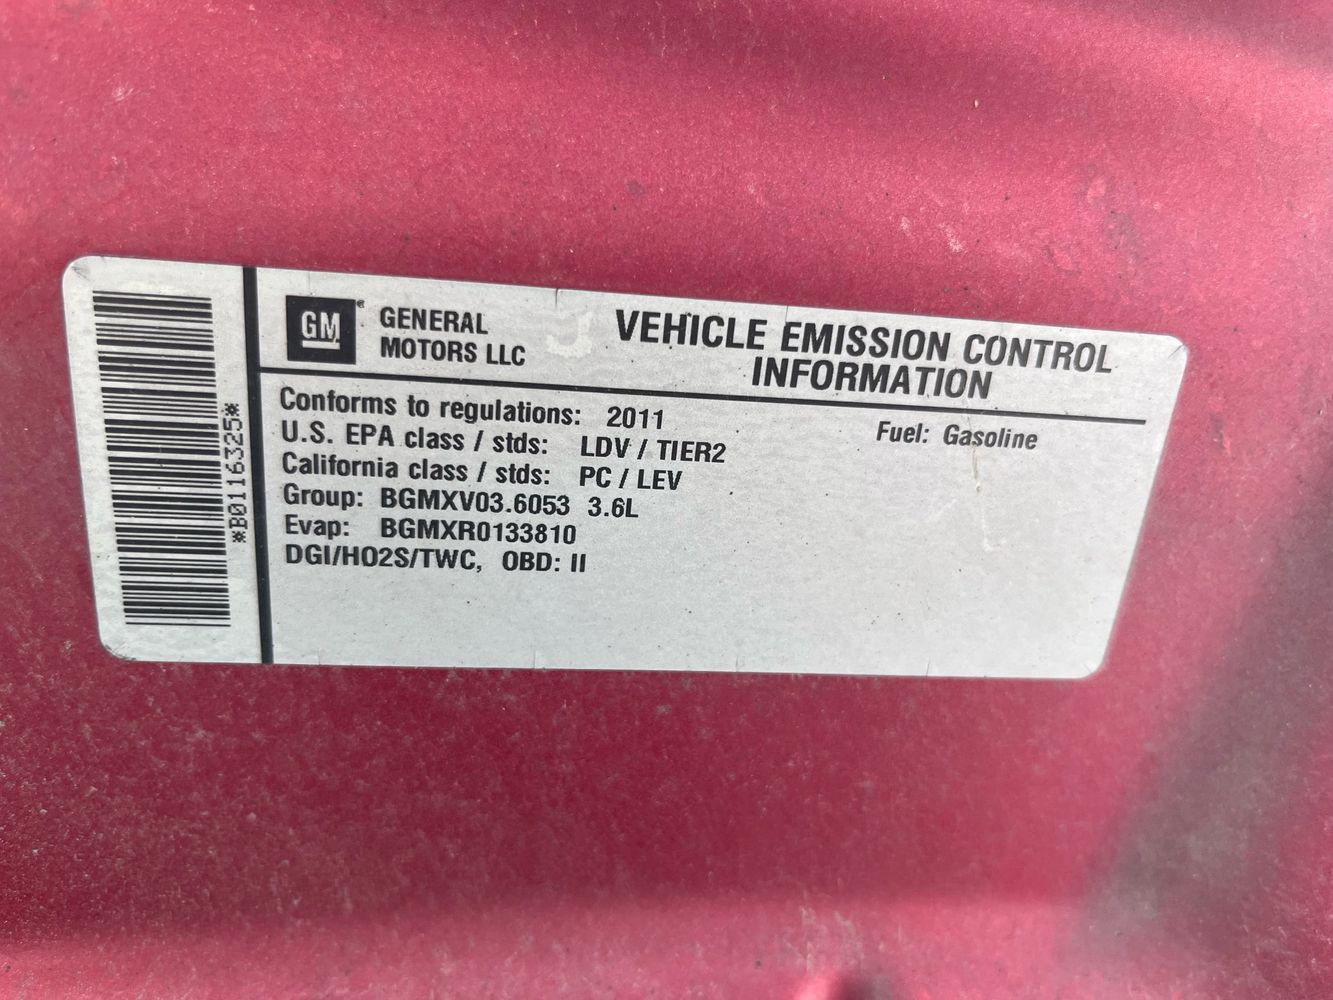 *B0116325*
GM
GENERAL
MOTORS LLC
VEHICLE EMISSION CONTROL
INFORMATION
Conforms to regulations: 2011
Fuel: Gasoline
U.S. EPA class / stds: LDV / TIER2
California class / stds: PC / LEV
Group: BGMXV03.6053 3.6L
Evap: BGMXR0133810
DGI/HO2S/TWC, OBD: II